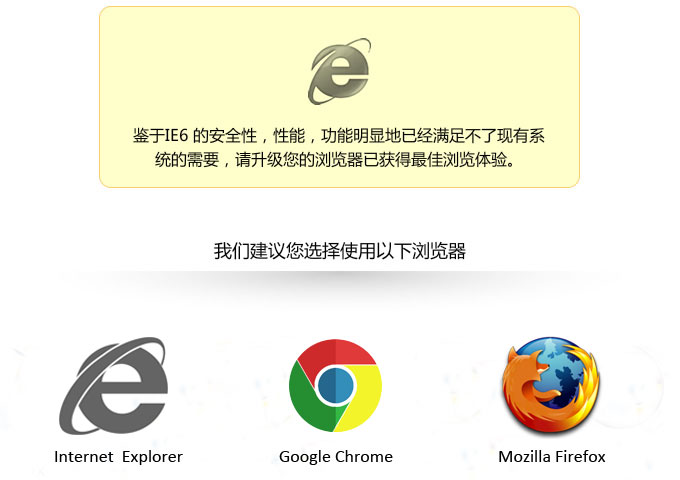 鉴于IE6 的安全性，性能，功能明显地已经满足不了现有系
统的需要，请升级您的浏览器已获得最佳浏览体验。
我们建议您选择使用以下浏览器
Internet Explorer
Google Chrome
Mozilla Firefox